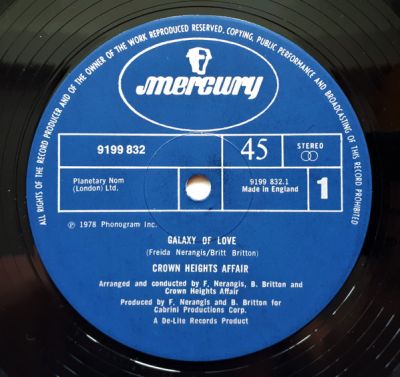 ALL RIGHTS OF THE RECORD PRODUCER AND OF THE OWNER OF THE WORK REPRODUCED RESERVED. COPYING, PUBLIC PERFORMANCE AND BROADCASTING OF THIS RECORD PROHIBITED
mercury
9199 832
45
STEREO
Planetary Nom
(London) Ltd.
9199 832.1
Made in England
1
℗ 1978 Phonogram Inc.
GALAXY OF LOVE
(Freida Nerangis/Britt Britton)
CROWN HEIGHTS AFFAIR
Arranged and conducted by F. Nerangis, B. Britton and
Crown Heights Affair
Produced by F. Nerangis and B. Britton for
Cabrini Productions Corp.
A De-Lite Records Product